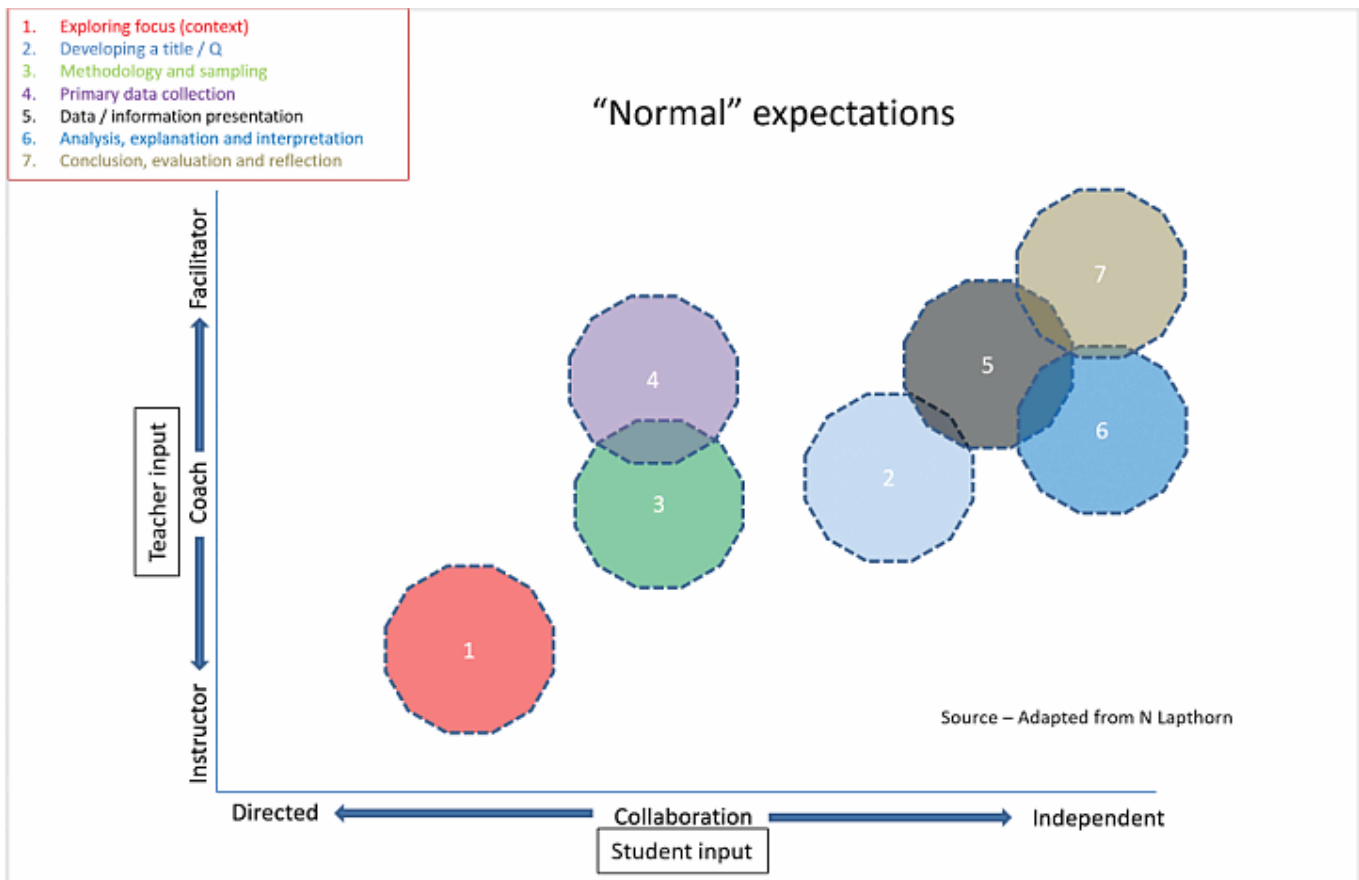 1. Exploring focus (context)
2. Developing a title / Q
3. Methodology and sampling
4. Primary data collection
5. Data / information presentation
6. Analysis, explanation and interpretation
7. Conclusion, evaluation and reflection
“Normal” expectations
Facilitator
Coach
Instructor
Teacher input
7
4
5
6
2
3
1
Source – Adapted from N Lapthorn
Directed
Collaboration
Independent
Student input